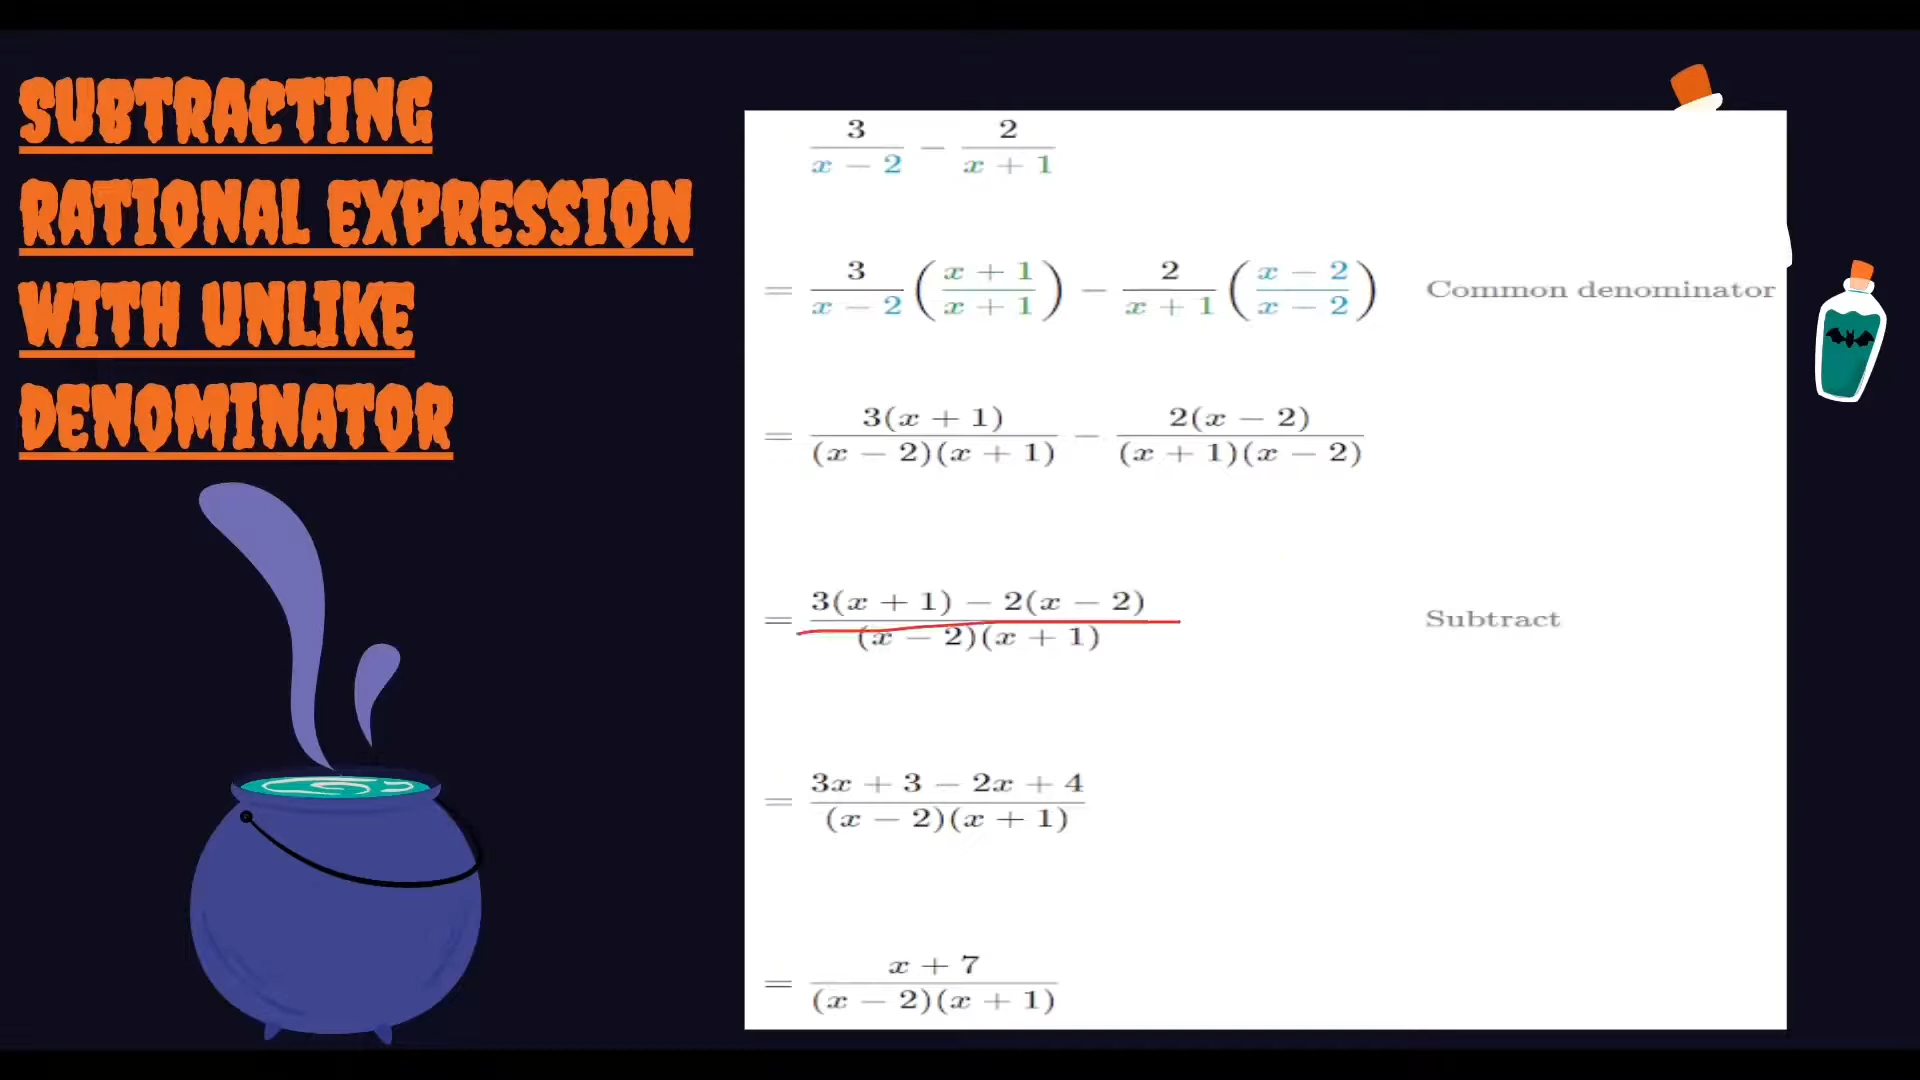 SUBTRACTING
RATIONAL EXPRESSION
WITH UNLIKE
DENOMINATOR
3/(x − 2) − 2/(x + 1)
= 3/(x − 2) ((x + 1)/(x + 1)) − 2/(x + 1) ((x − 2)/(x − 2)) Common denominator
= 3(x + 1)/((x − 2)(x + 1)) − 2(x − 2)/((x + 1)(x − 2))
= (3(x + 1) − 2(x − 2))/((x − 2)(x + 1)) Subtract
= (3x + 3 − 2x + 4)/((x − 2)(x + 1))
= (x + 7)/((x − 2)(x + 1))